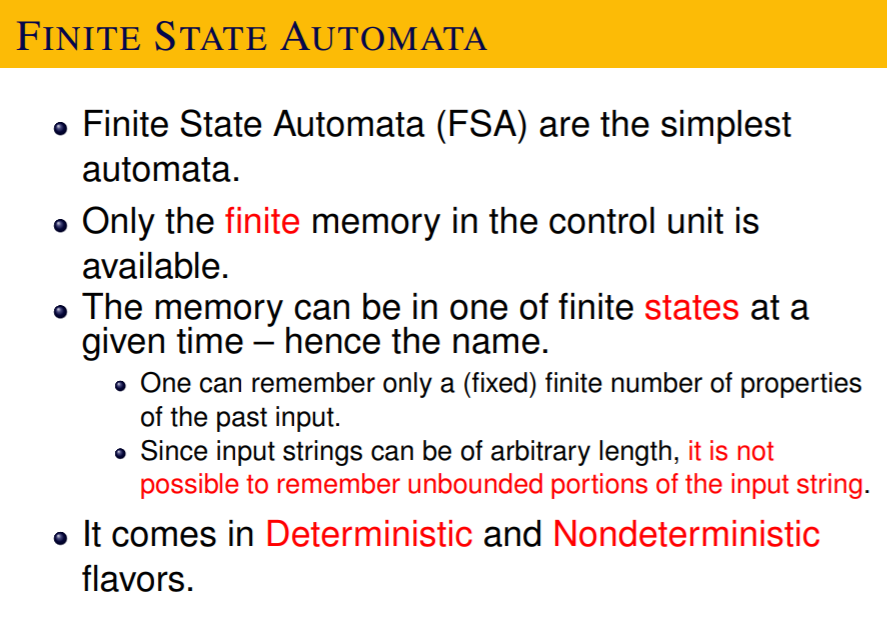 FINITE STATE AUTOMATA
Finite State Automata (FSA) are the simplest
automata.
Only the finite memory in the control unit is
available.
The memory can be in one of finite states at a
given time – hence the name.
One can remember only a (fixed) finite number of properties
of the past input.
Since input strings can be of arbitrary length, it is not
possible to remember unbounded portions of the input string.
It comes in Deterministic and Nondeterministic
flavors.